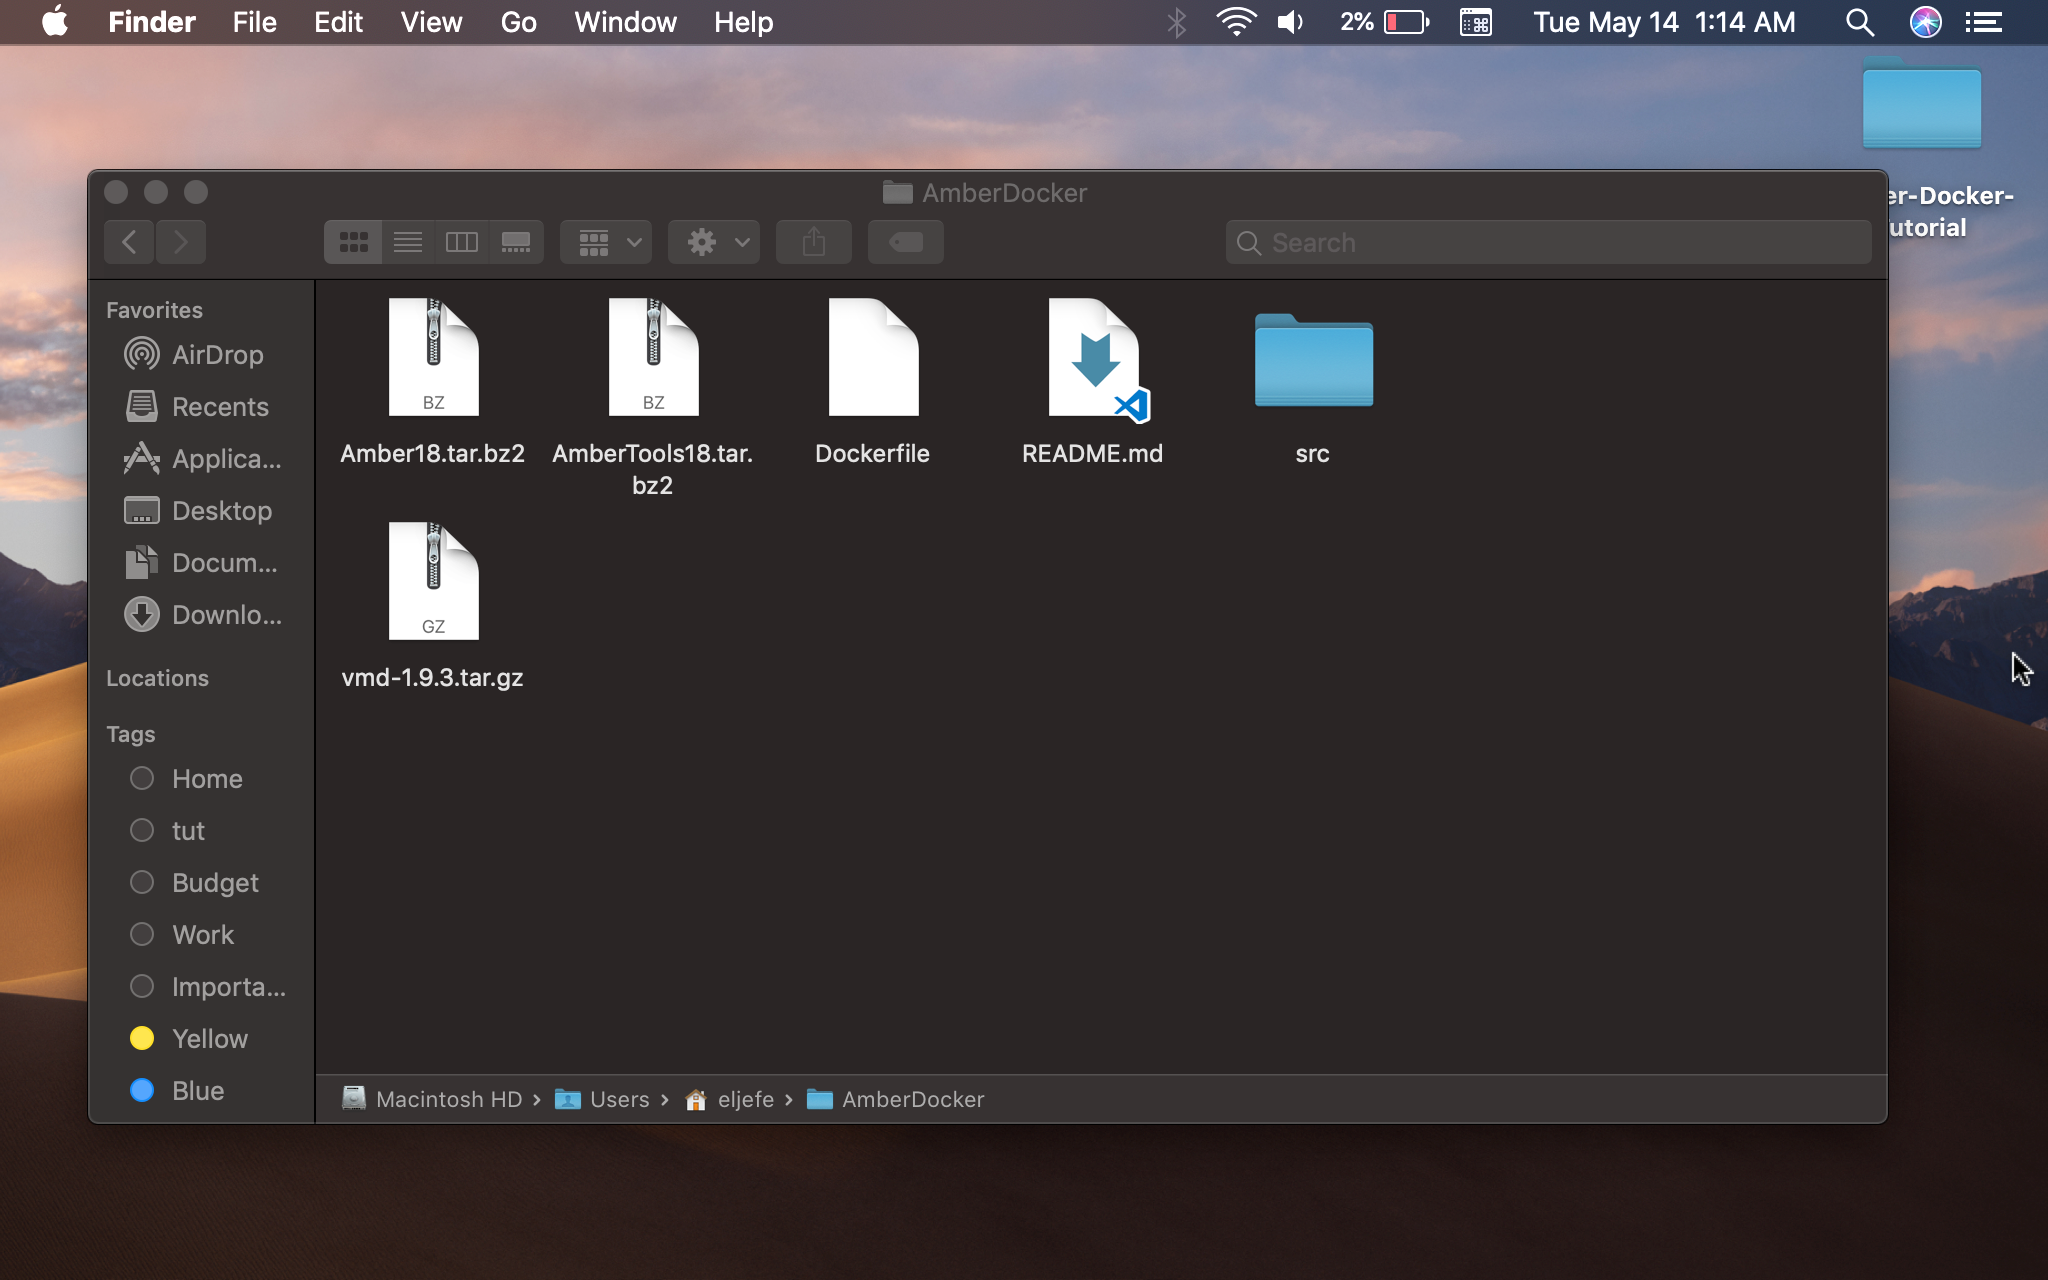 Finder File Edit View Go Window Help 2% Tue May 14 1:14 AM
AmberDocker
er-Docker-
utorial
Search
Favorites
AirDrop
Recents
Applica...
Desktop
Docum...
Downlo...
Locations
Tags
Home
tut
Budget
Work
Importa...
Yellow
Blue
BZ BZ
Amber18.tar.bz2 AmberTools18.tar. Dockerfile README.md src
bz2
GZ
vmd-1.9.3.tar.gz
Macintosh HD › Users › eljefe › AmberDocker